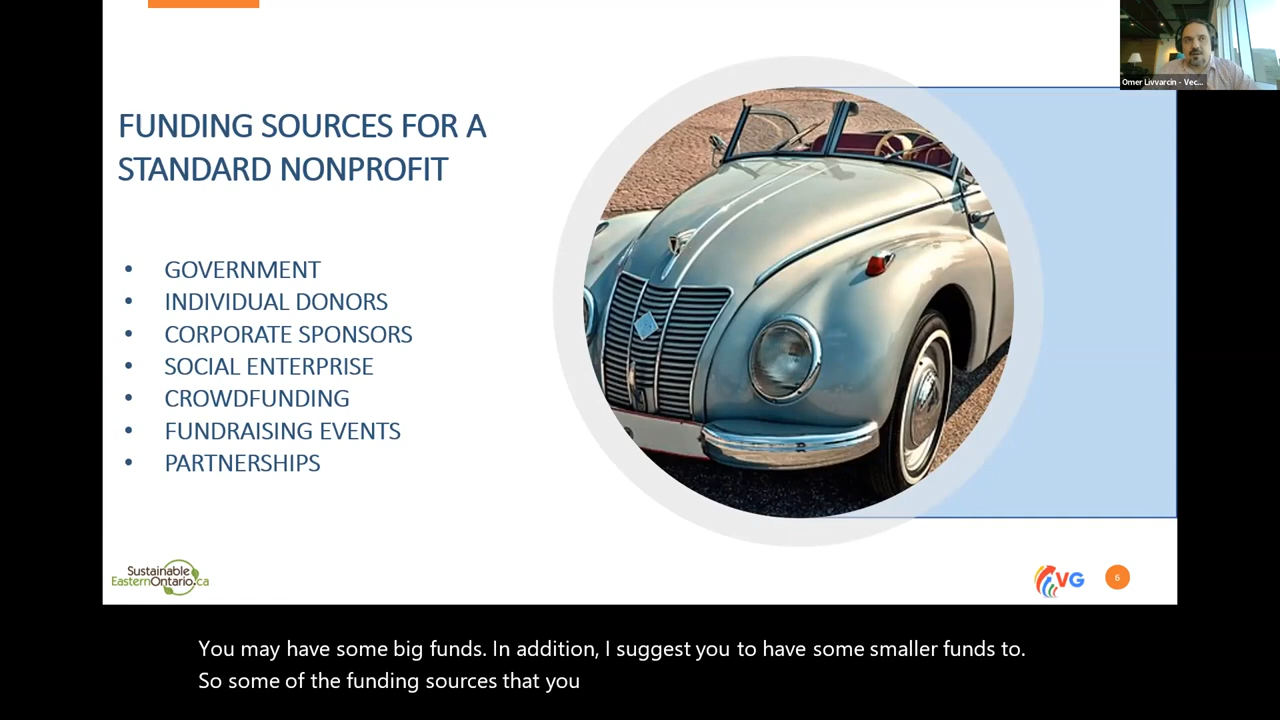 Omer Livvarcin - Vec...
FUNDING SOURCES FOR A
STANDARD NONPROFIT
• GOVERNMENT
• INDIVIDUAL DONORS
• CORPORATE SPONSORS
• SOCIAL ENTERPRISE
• CROWDFUNDING
• FUNDRAISING EVENTS
• PARTNERSHIPS
Sustainable
EasternOntario.ca
VG
6
You may have some big funds. In addition, I suggest you to have some smaller funds to.
So some of the funding sources that you